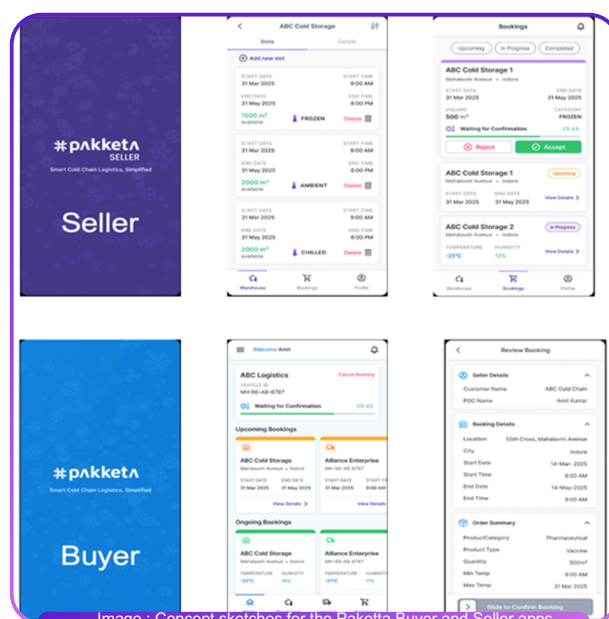 ABC Cold Storage
Slots Details
Add new slot
START DATE START TIME
31 Mar 2025 9:00 AM
END DATE END TIME
31 May 2025 6:00 PM
1500 m³ available FROZEN Delete
START DATE START TIME
31 Mar 2025 9:00 AM
END DATE END TIME
31 May 2025 6:00 PM
2000 m³ available AMBIENT Delete
START DATE START TIME
31 Mar 2025 9:00 AM
END DATE END TIME
31 May 2025 6:00 PM
2000 m³ available CHILLED Delete
Warehouse Bookings Profile
Bookings
Upcoming In Progress Completed
ABC Cold Storage 1
Mahalaxmi Avenue • Indore
START DATE END DATE
31 Mar 2025 31 May 2025
VOLUME CATEGORY
500 m³ FROZEN
Waiting for Confirmation 25:45
Reject Accept
ABC Cold Storage 1 Upcoming
Mahalaxmi Avenue • Indore
START DATE END DATE
31 Mar 2025 31 May 2025 View Details
ABC Cold Storage 2 In Progress
Mahalaxmi Avenue • Indore
TEMPERATURE HUMIDITY
-25°C 12% View Details
Warehouse Bookings Profile
pakketa
SELLER
Smart Cold Chain Logistics, Simplified
Seller
pakketa
Smart Cold Chain Logistics, Simplified
Buyer
Welcome Amit
ABC Logistics Cancel Booking
VEHICLE ID
MH-66-AB-6787
Waiting for Confirmation 25:45
Upcoming Bookings
ABC Cold Storage Alliance Enterprise
Mahalaxmi Avenue • Indore MH-66-AB-6787
START DATE END DATE START DATE START T
31 Mar 2025 31 May 2025 31 Mar 2025 9:00 AM
View Details View Details
Ongoing Bookings
ABC Cold Storage Alliance Enterprise
Mahalaxmi Avenue • Indore MH-66-AB-6787
TEMPERATURE HUMIDITY TEMPERATURE HUMIDIT
Review Booking
Seller Details
Customer Name ABC Cold Chain
POC Name Amit Kumar
Booking Details
Location 55th Cross, Mahalaxmi Avenue
City Indore
Start Date 14-Mar- 2025
Start Time 9:00 AM
End Date 14-May-2025
End Time 9:00 AM
Order Summary
ProductCategory Pharmaceutical
Product Type Vaccine
Quantity 500m³
Min Temp 9:00 AM
Max Temp 31 Mar 2025
Slide to Confirm Booking
Image : Concept sketches for the Paketta Buyer and Seller apps